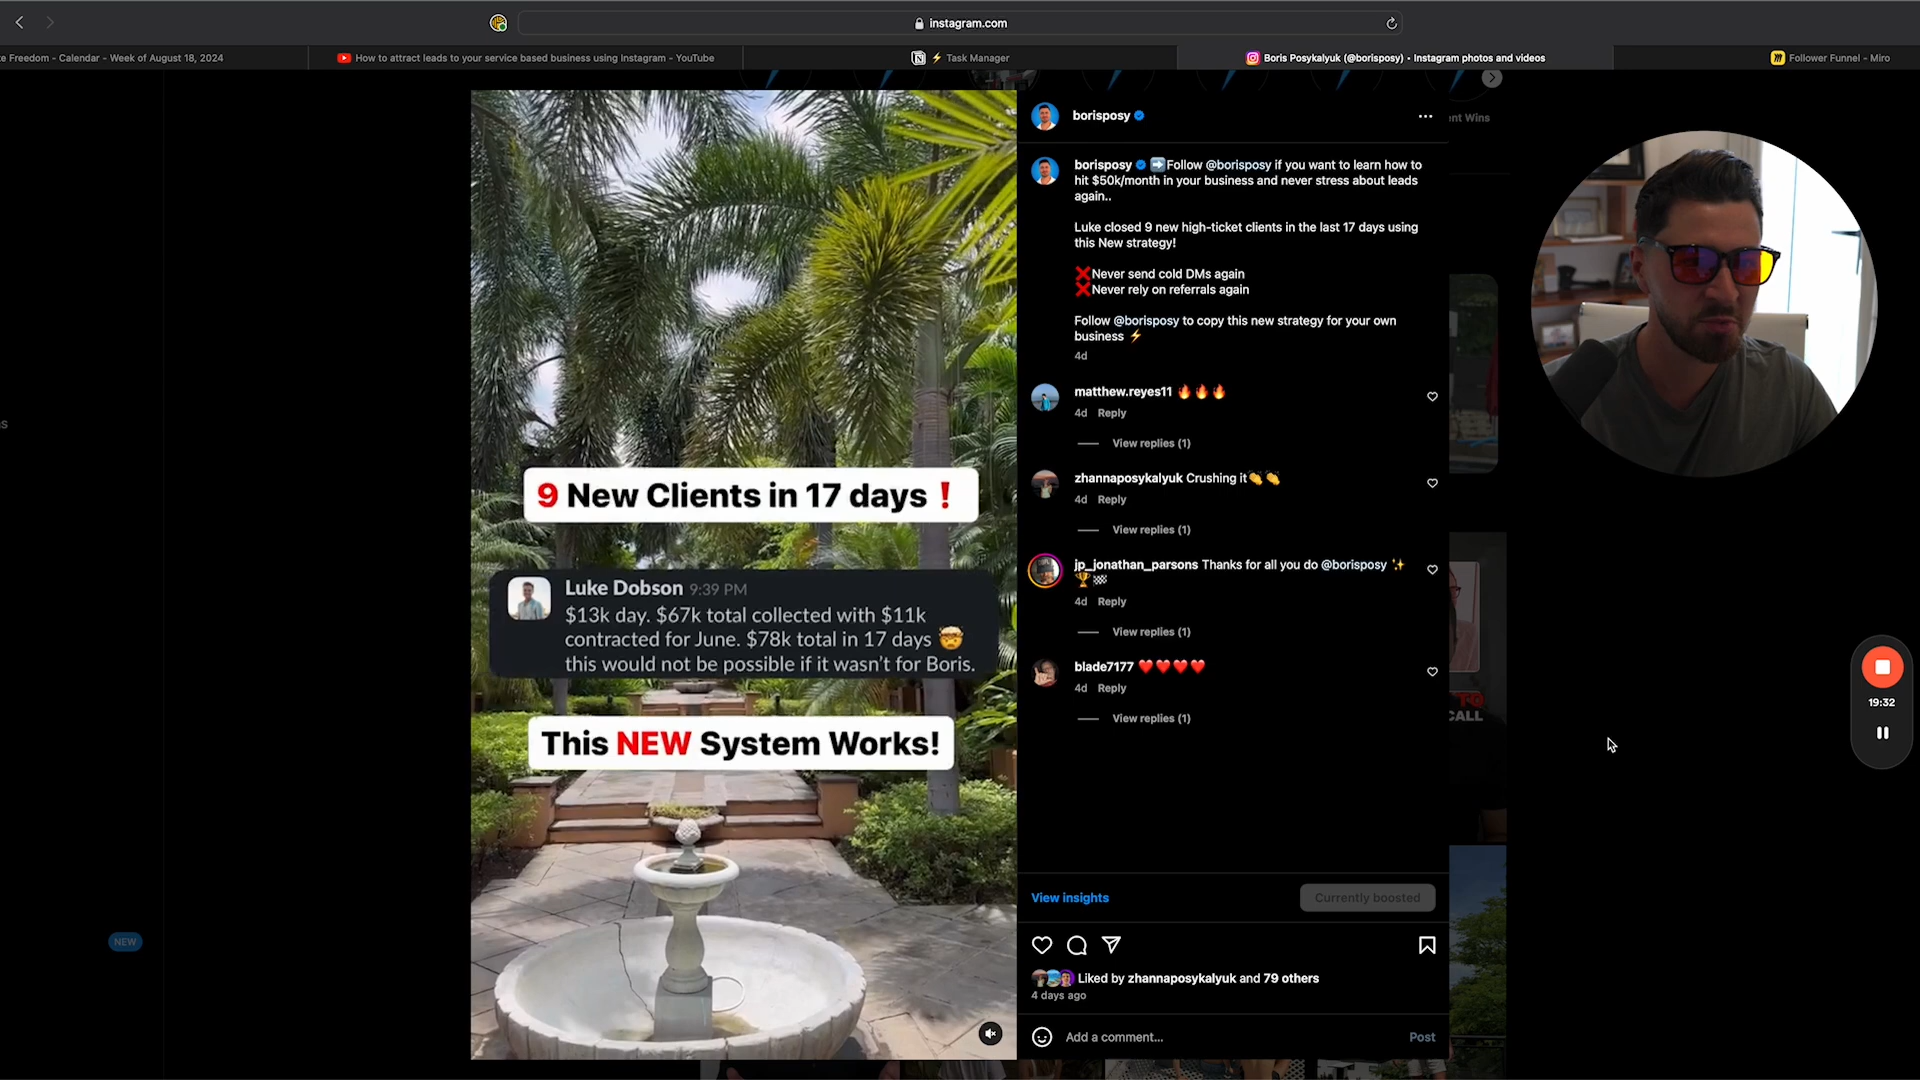 instagram.com
e Freedom - Calendar - Week of August 18, 2024
How to attract leads to your service based business using Instagram - YouTube
⚡ Task Manager
Boris Posykalyuk (@borisposy) • Instagram photos and videos
Follower Funnel - Miro
borisposy
nt Wins
borisposy ➡️Follow @borisposy if you want to learn how to
hit $50k/month in your business and never stress about leads
again..
Luke closed 9 new high-ticket clients in the last 17 days using
this New strategy!
❌Never send cold DMs again
❌Never rely on referrals again
Follow @borisposy to copy this new strategy for your own
business ⚡
4d
matthew.reyes11 🔥🔥🔥
4d Reply
View replies (1)
zhannaposykalyuk Crushing it👏👏
4d Reply
View replies (1)
jp_jonathan_parsons Thanks for all you do @borisposy ✨
🏆🏁
4d Reply
View replies (1)
blade7177 ❤️❤️❤️❤️
4d Reply
View replies (1)
9 New Clients in 17 days❗
Luke Dobson 9:39 PM
$13k day. $67k total collected with $11k
contracted for June. $78k total in 17 days 🤯
this would not be possible if it wasn't for Boris.
This NEW System Works!
CALL
19:32
View insights
Currently boosted
NEW
Liked by zhannaposykalyuk and 79 others
4 days ago
Add a comment...
Post